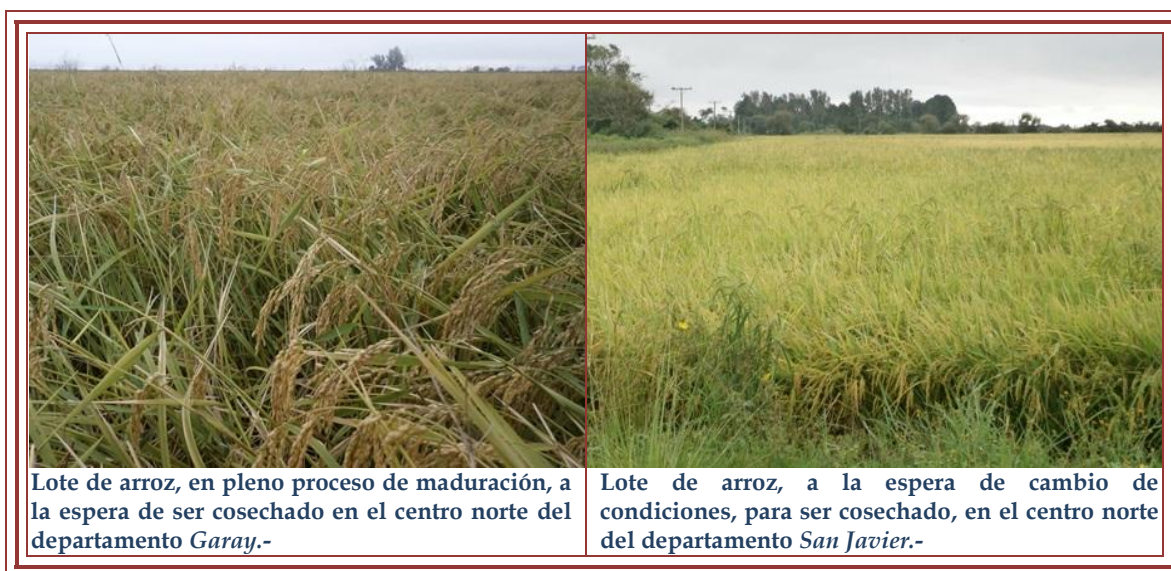 Lote de arroz, en pleno proceso de maduración, a
la espera de ser cosechado en el centro norte del
departamento Garay.-
Lote de arroz, a la espera de cambio de
condiciones, para ser cosechado, en el centro norte
del departamento San Javier.-